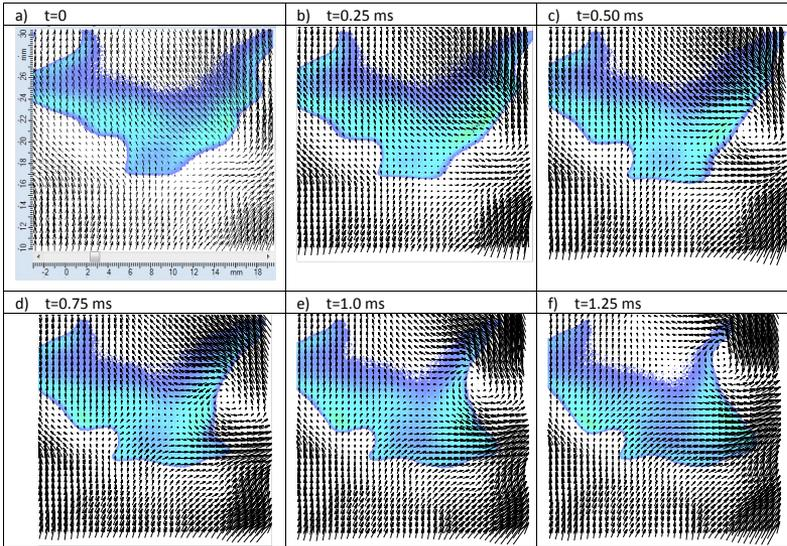 a) t=0
b) t=0.25 ms
c) t=0.50 ms
30
mm
26
24
22
20
18
16
14
12
10
-2 0 2 4 6 8 10 12 14 mm 18
d) t=0.75 ms
e) t=1.0 ms
f) t=1.25 ms